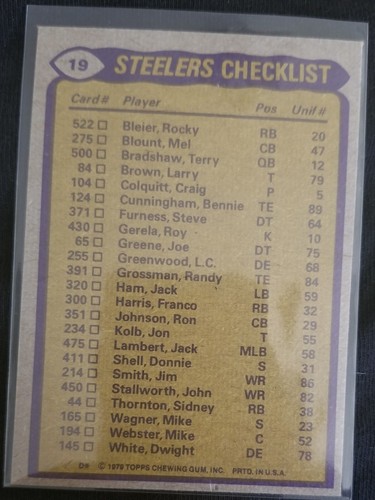 19 STEELERS CHECKLIST
Card # Player Pos Unif #
522 □ Bleier, Rocky RB 20
275 □ Blount, Mel CB 47
500 □ Bradshaw, Terry QB 12
84 □ Brown, Larry T 79
104 □ Colquitt, Craig P 5
124 □ Cunningham, Bennie TE 89
371 □ Furness, Steve DT 64
430 □ Gerela, Roy K 10
65 □ Greene, Joe DT 75
255 □ Greenwood, L.C. DE 68
391 □ Grossman, Randy TE 84
320 □ Ham, Jack LB 59
300 □ Harris, Franco RB 32
351 □ Johnson, Ron CB 29
234 □ Kolb, Jon T 55
475 □ Lambert, Jack MLB 58
411 □ Shell, Donnie S 31
214 □ Smith, Jim WR 86
450 □ Stallworth, John WR 82
44 □ Thornton, Sidney RB 38
165 □ Wagner, Mike S 23
194 □ Webster, Mike C 52
145 □ White, Dwight DE 78
© 1979 TOPPS CHEWING GUM, INC. PRTD. IN U.S.A.